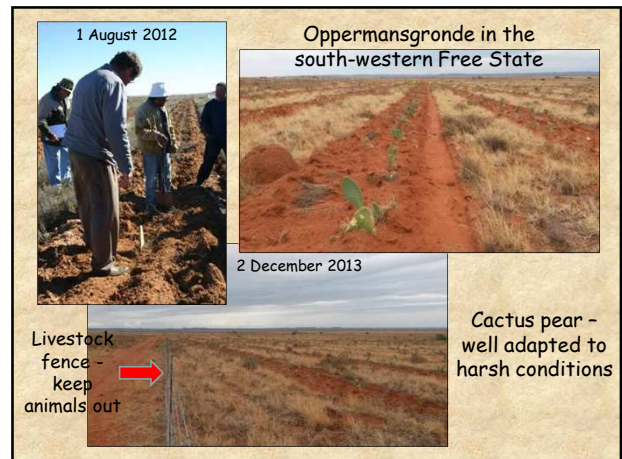 1 August 2012
Oppermansgronde in the
south-western Free State
2 December 2013
Livestock
fence –
keep
animals out
Cactus pear –
well adapted to
harsh conditions